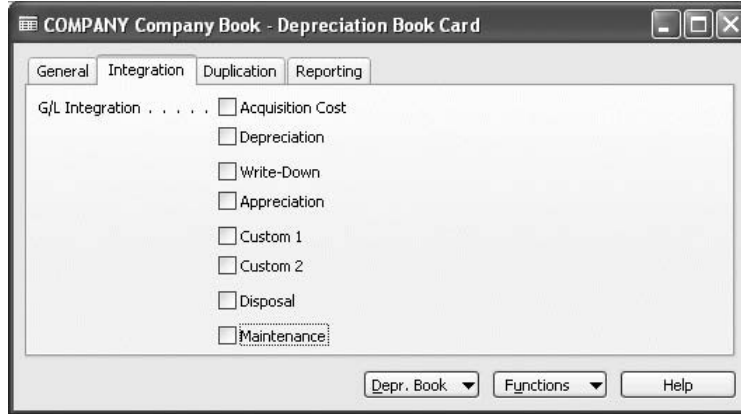 COMPANY Company Book - Depreciation Book Card
General Integration Duplication Reporting
G/L Integration . . . . . Acquisition Cost
Depreciation
Write-Down
Appreciation
Custom 1
Custom 2
Disposal
Maintenance
Depr. Book Functions Help